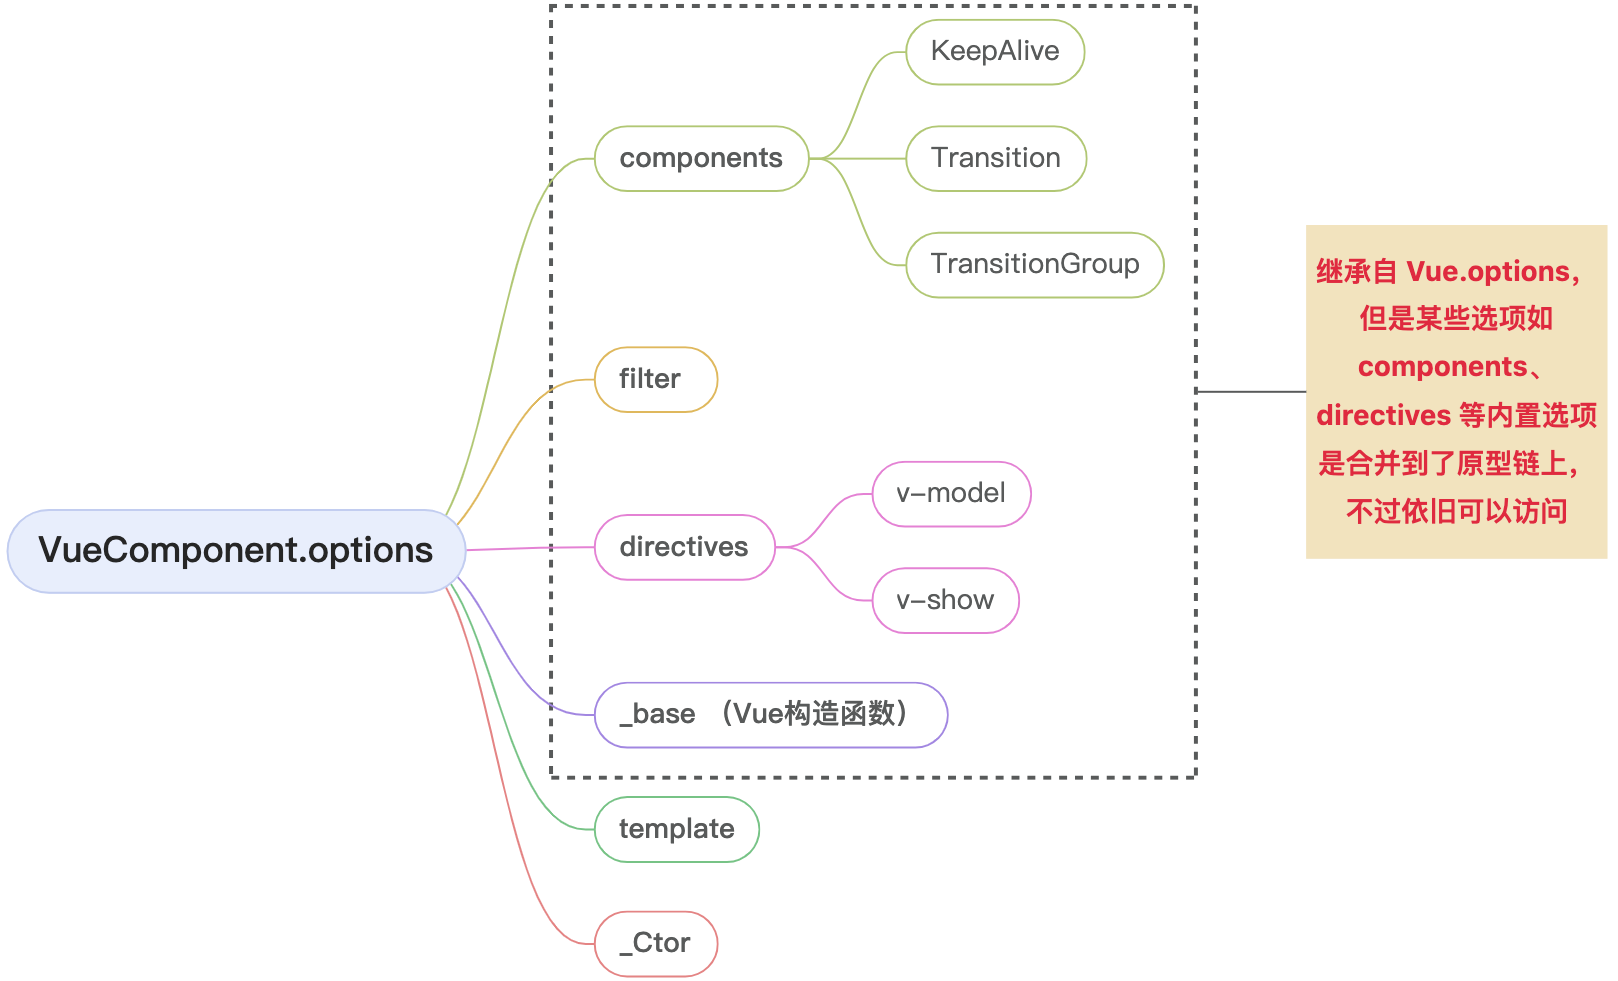 VueComponent.options
components
KeepAlive
Transition
TransitionGroup
filter
directives
v-model
v-show
_base （Vue构造函数）
template
_Ctor
继承自 Vue.options，
但是某些选项如
components、
directives 等内置选项
是合并到了原型链上，
不过依旧可以访问